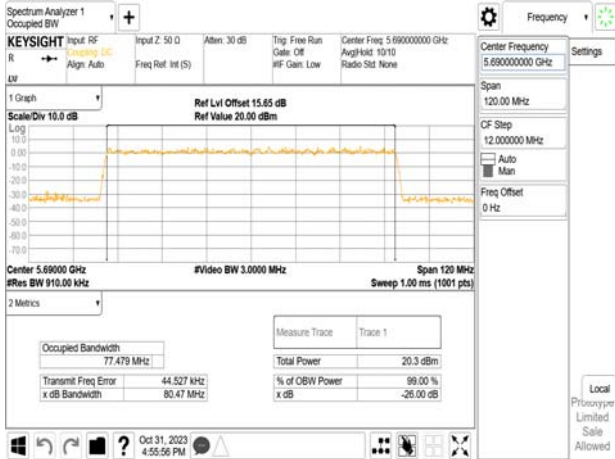 Spectrum Analyzer 1
Occupied BW
+
Frequency
KEYSIGHT
R
Input: RF
Coupling: DC
Align: Auto
Input Z: 50 Ω
Freq Ref: Int (S)
Atten: 30 dB
Trig: Free Run
Gate: Off
#IF Gain: Low
Center Freq: 5.690000000 GHz
Avg|Hold: 10/10
Radio Std: None
1 Graph
Scale/Div 10.0 dB
Ref Lvl Offset 15.65 dB
Ref Value 20.00 dBm
Log
10.0
0.00
-10.0
-20.0
-30.0
-40.0
-50.0
-60.0
-70.0
Center 5.69000 GHz
#Res BW 910.00 kHz
#Video BW 3.0000 MHz
Span 120 MHz
Sweep 1.00 ms (1001 pts)
2 Metrics
Occupied Bandwidth
77.479 MHz
Transmit Freq Error 44.527 kHz
x dB Bandwidth 80.47 MHz
Measure Trace Trace 1
Total Power 20.3 dBm
% of OBW Power 99.00 %
x dB -26.00 dB
Center Frequency
5.690000000 GHz
Span
120.00 MHz
CF Step
12.000000 MHz
Auto
Man
Freq Offset
0 Hz
Settings
Local
Prototype
Limited
Sale
Allowed
?
Oct 31, 2023
4:55:56 PM